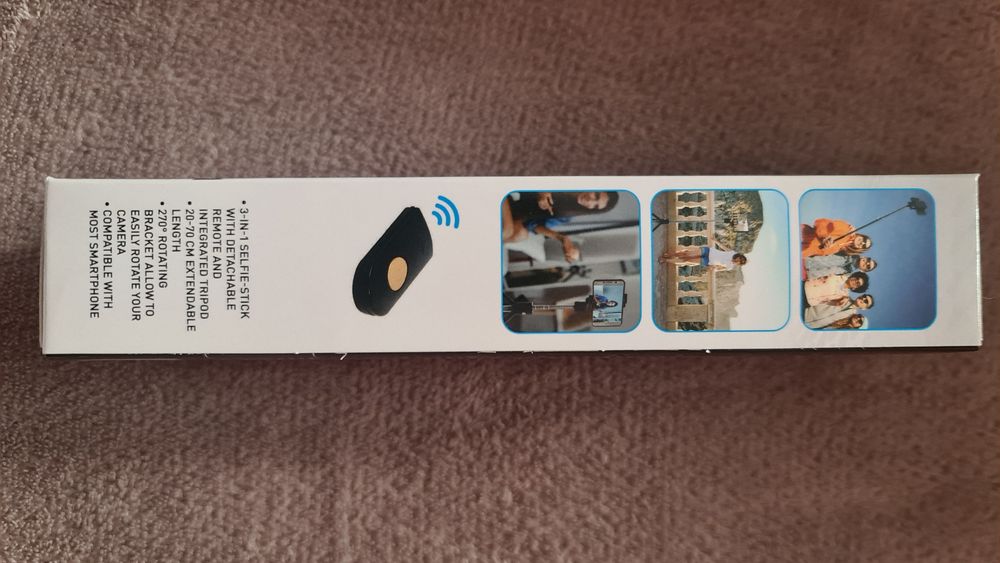 • 3-IN-1 SELFIE-STICK
WITH DETACHABLE
REMOTE AND
INTEGRATED TRIPOD
• 20-70 CM EXTENDABLE
LENGTH
• 270° ROTATING
BRACKET ALLOW TO
EASILY ROTATE YOUR
CAMERA
• COMPATIBLE WITH
MOST SMARTPHONE